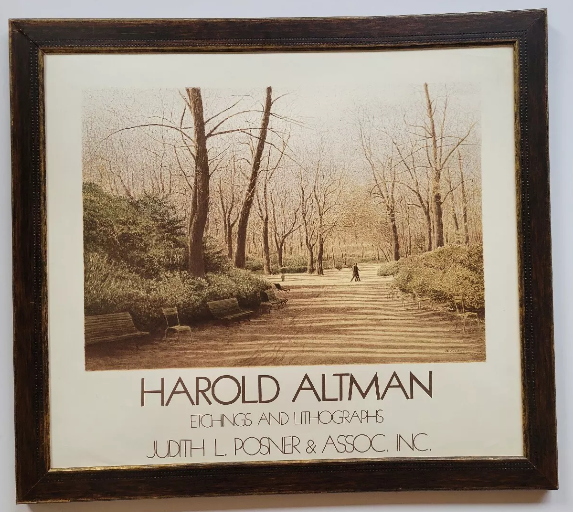 HAROLD ALTMAN
ETCHINGS AND LITHOGRAPHS
JUDITH L. POSNER & ASSOC. INC.